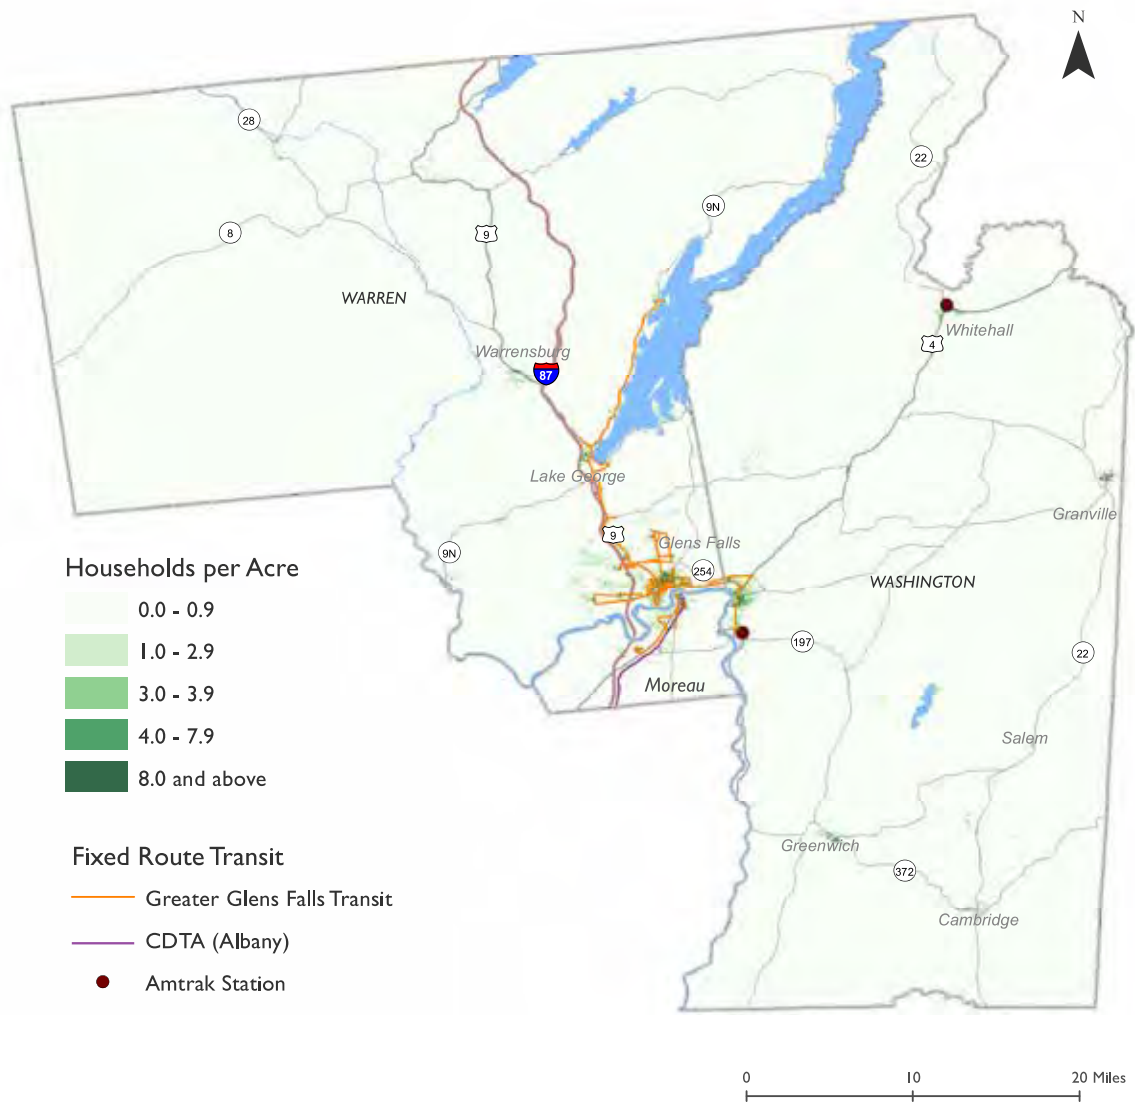 N
28
22
9N
8
9
WARREN
Whitehall
4
Warrensburg
87
Lake George
Granville
9
Glens Falls
9N
254
WASHINGTON
Households per Acre
0.0 - 0.9
1.0 - 2.9
3.0 - 3.9
4.0 - 7.9
8.0 and above
197
22
Moreau
Salem
Greenwich
372
Cambridge
Fixed Route Transit
Greater Glens Falls Transit
CDTA (Albany)
Amtrak Station
0 10 20 Miles